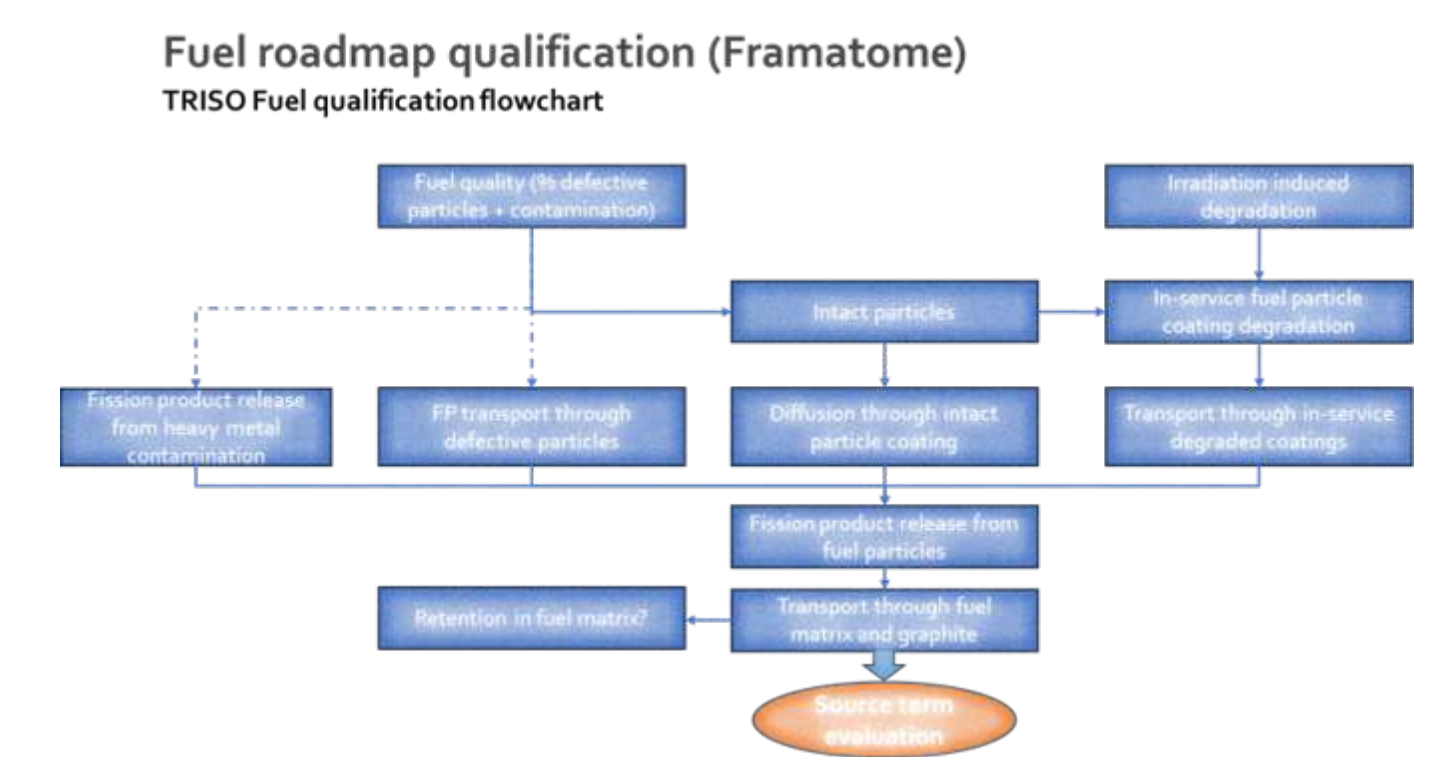 Fuel roadmap qualification (Framatome)
TRISO Fuel qualification flowchart
Fuel quality (% defective
particles + contamination)
Irradiation induced
degradation
Intact particles
In-service fuel particle
coating degradation
Fission product release
from heavy metal
contamination
FP transport through
defective particles
Diffusion through intact
particle coating
Transport through in-service
degraded coatings
Fission product release from
fuel particles
Retention in fuel matrix?
Transport through fuel
matrix and graphite
Source term
evaluation